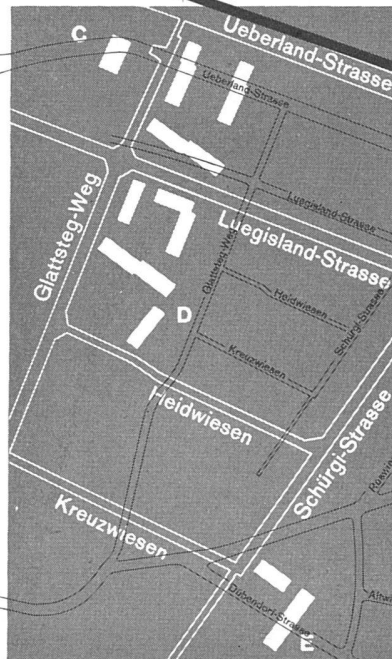 C
Ueberland-Strasse
Ueberland-Strasse
Glattsteg-Weg
Luegisland-Strasse
Luegisland-Strasse
Glattsteg-Weg
Heidwiesen
Schürgi-Strasse
D
Kreuzwiesen
Heidwiesen
Schürgi-Strasse
Kreuzwiesen
Dübendorf-Strasse
E